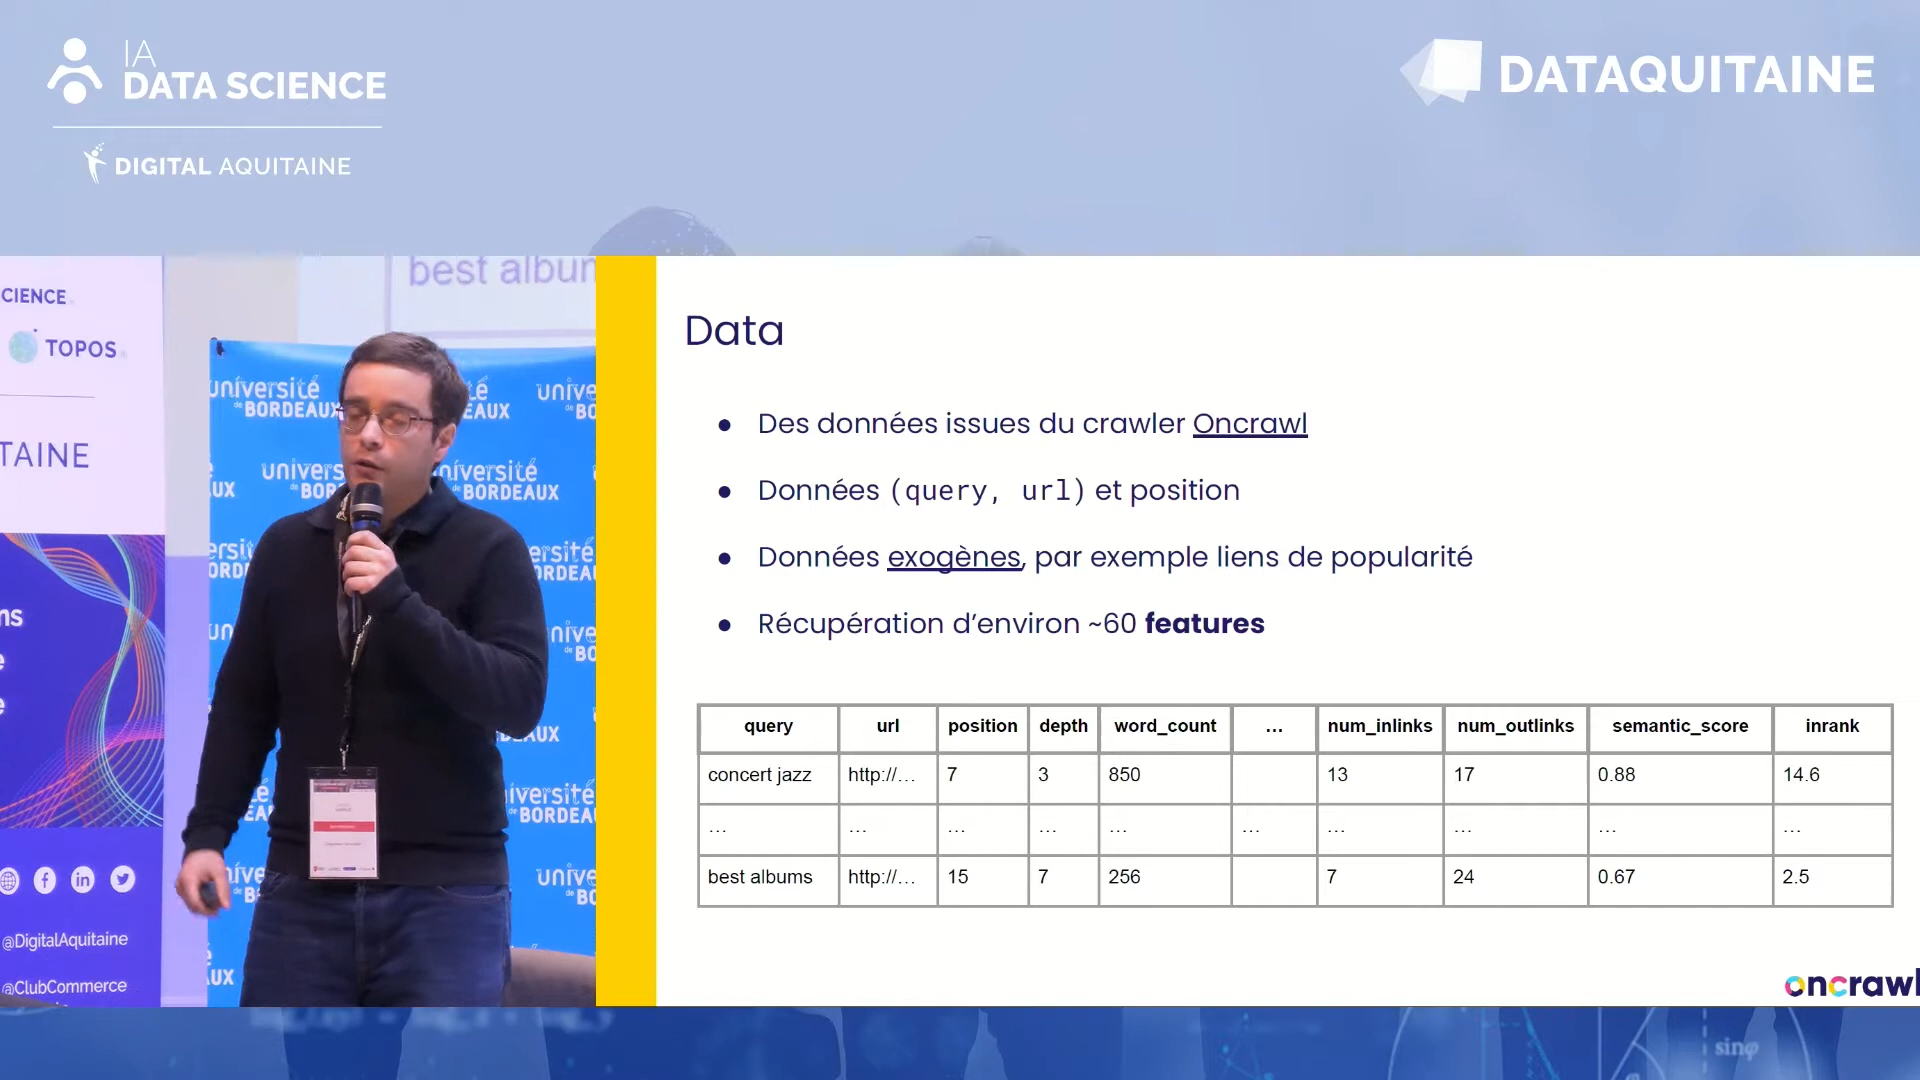 IA
DATA SCIENCE
DIGITAL AQUITAINE
DATAQUITAINE
best album
CIENCE
TOPOS
TAINE
@DigitalAquitaine
@ClubCommerce
université
de BORDEAUX
Data
● Des données issues du crawler Oncrawl
● Données (query, url) et position
● Données exogènes, par exemple liens de popularité
● Récupération d’environ ~60 features
query url position depth word_count ... num_inlinks num_outlinks semantic_score inrank
concert jazz http://... 7 3 850 13 17 0.88 14.6
... ... ... ... ... ... ... ... ... ...
best albums http://... 15 7 256 7 24 0.67 2.5
oncrawl
sinφ